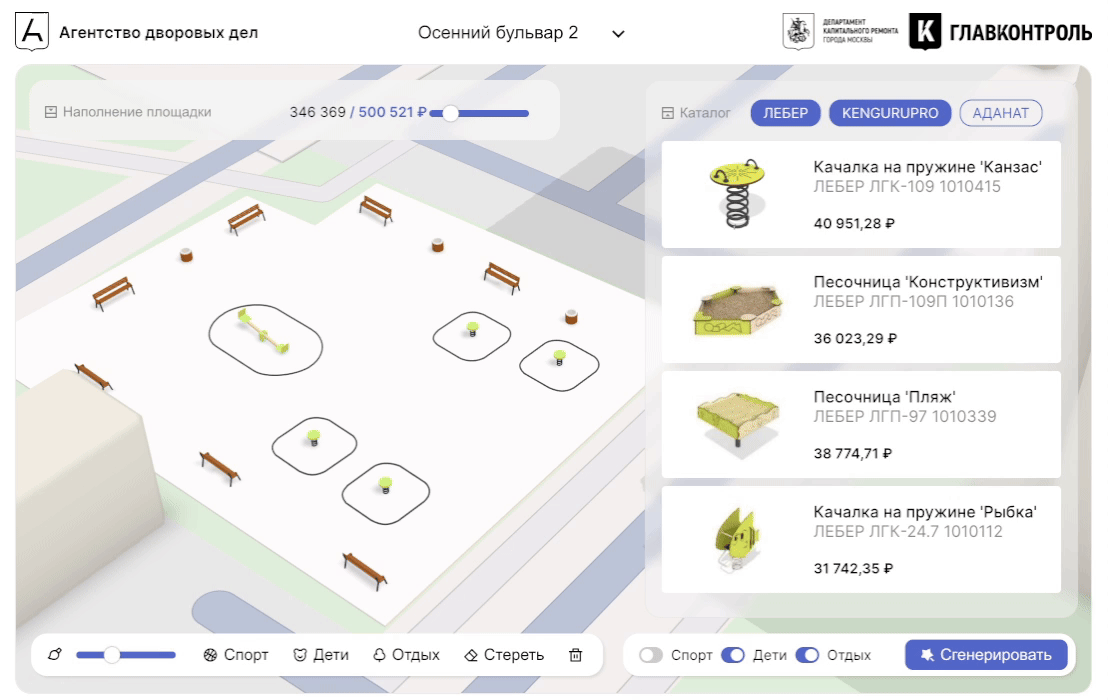 Агентство дворовых дел
Осенний бульвар 2
ДЕПАРТАМЕНТ
КАПИТАЛЬНОГО РЕМОНТА
ГОРОДА МОСКВЫ
К ГЛАВКОНТРОЛЬ
Наполнение площадки
346 369 / 500 521 ₽
Каталог
ЛЕБЕР
KENGURUPRO
АДАНАТ
Качалка на пружине 'Канзас'
ЛЕБЕР ЛГК-109 1010415
40 951,28 ₽
Песочница 'Конструктивизм'
ЛЕБЕР ЛГП-109П 1010136
36 023,29 ₽
Песочница 'Пляж'
ЛЕБЕР ЛГП-97 1010339
38 774,71 ₽
Качалка на пружине 'Рыбка'
ЛЕБЕР ЛГК-24.7 1010112
31 742,35 ₽
Спорт
Дети
Отдых
Стереть
Спорт
Дети
Отдых
Сгенерировать